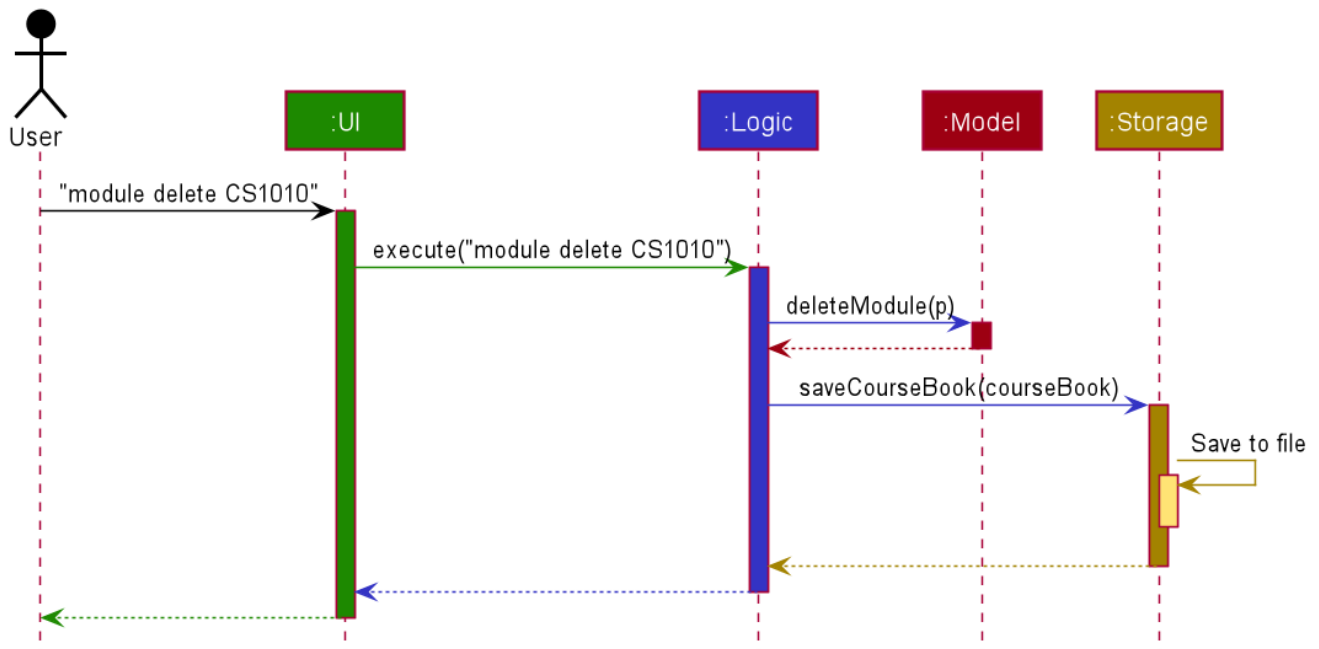 :UI
:Logic
:Model
:Storage
User
"module delete CS1010"
execute("module delete CS1010")
deleteModule(p)
saveCourseBook(courseBook)
Save to file